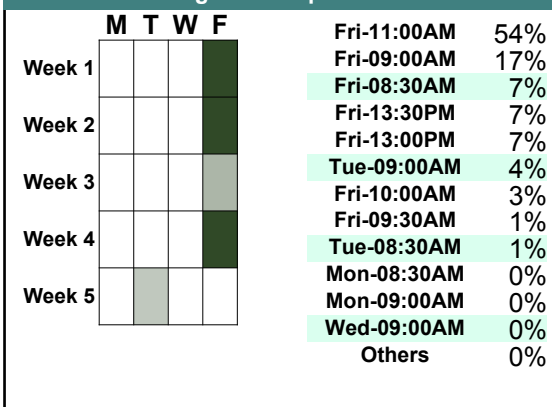 M T W F
Week 1
Week 2
Week 3
Week 4
Week 5
Fri-11:00AM 54%
Fri-09:00AM 17%
Fri-08:30AM 7%
Fri-13:30PM 7%
Fri-13:00PM 7%
Tue-09:00AM 4%
Fri-10:00AM 3%
Fri-09:30AM 1%
Tue-08:30AM 1%
Mon-08:30AM 0%
Mon-09:00AM 0%
Wed-09:00AM 0%
Others 0%